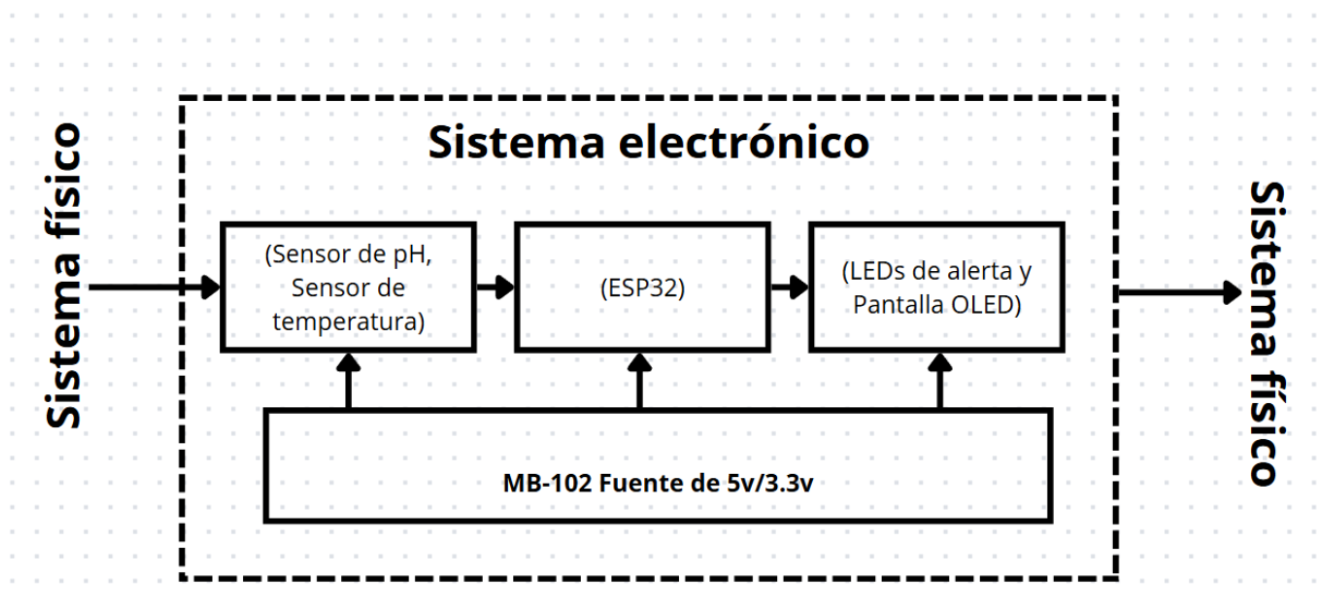 Sistema físico
Sistema electrónico
(Sensor de pH,
Sensor de
temperatura)
(ESP32)
(LEDs de alerta y
Pantalla OLED)
MB-102 Fuente de 5v/3.3v
Sistema físico